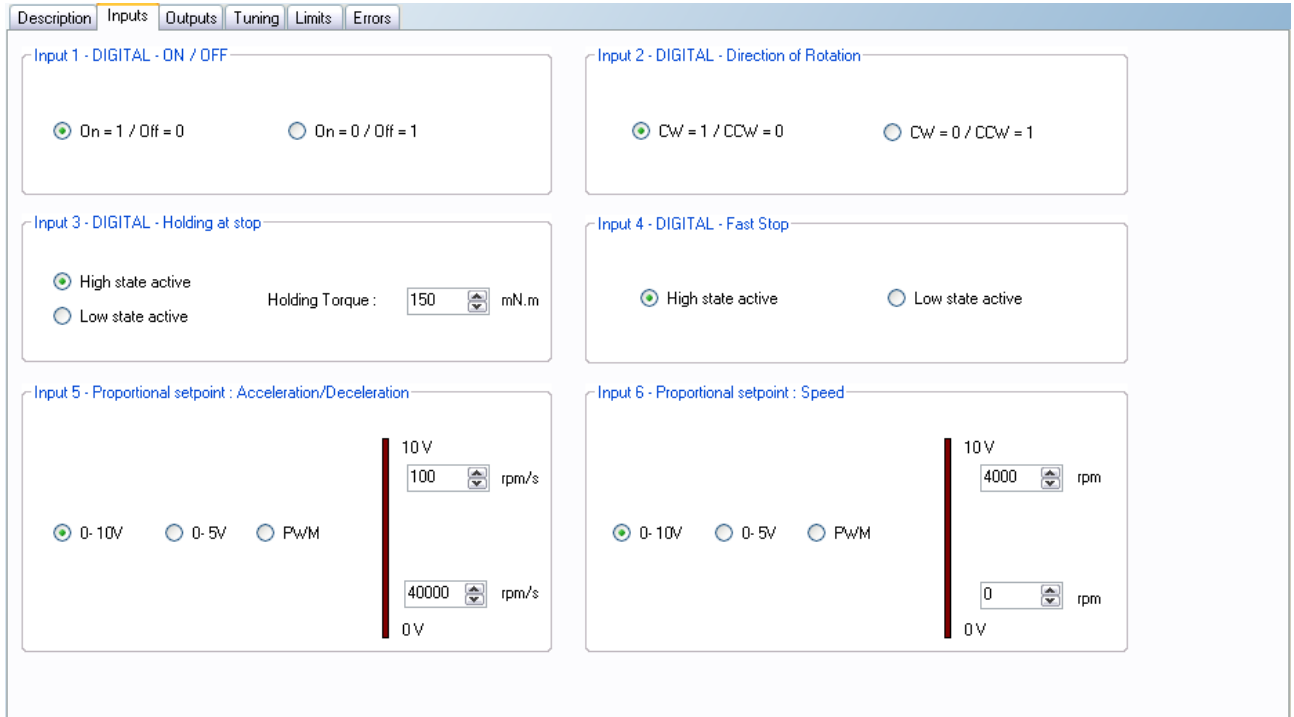 Description Inputs Outputs Tuning Limits Errors
Input 1 - DIGITAL - ON / OFF
On = 1 / Off = 0
On = 0 / Off = 1
Input 2 - DIGITAL - Direction of Rotation
CW = 1 / CCW = 0
CW = 0 / CCW = 1
Input 3 - DIGITAL - Holding at stop
High state active
Low state active
Holding Torque : 150 mN.m
Input 4 - DIGITAL - Fast Stop
High state active
Low state active
Input 5 - Proportional setpoint : Acceleration/Deceleration
0- 10V 0- 5V PWM
10 V
100 rpm/s
40000 rpm/s
0 V
Input 6 - Proportional setpoint : Speed
0- 10V 0- 5V PWM
10 V
4000 rpm
0 rpm
0 V